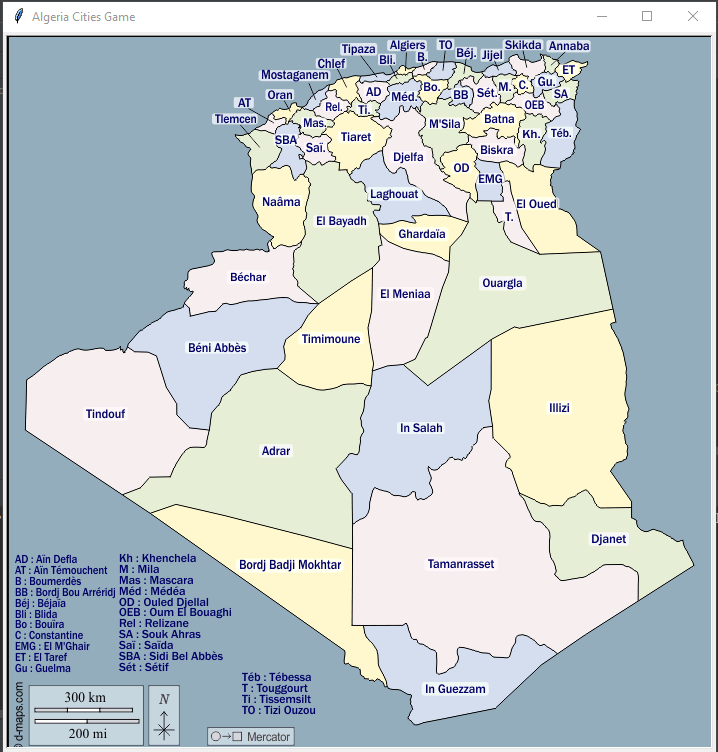 Algeria Cities Game
Algiers
TO
Skikda
Annaba
Tipaza
B.
Béj.
Jijel
Bli.
Chlef
ET
Mostaganem
Gu.
AD
Méd.
Bo.
BB
Sét.
M.
C.
SA
Oran
Rel.
Ti.
OEB
AT
Tlemcen
Mas.
M'Sila
Batna
Kh.
Téb.
SBA
Saï.
Tiaret
Djelfa
Biskra
OD
EMG
Naâma
Laghouat
El Oued
El Bayadh
T.
Ghardaïa
Béchar
El Meniaa
Ouargla
Béni Abbès
Timimoune
Tindouf
In Salah
Illizi
Adrar
Djanet
Bordj Badji Mokhtar
Tamanrasset
In Guezzam
AD : Aïn Defla
AT : Aïn Témouchent
B : Boumerdès
BB : Bordj Bou Arréridj
Béj : Béjaïa
Bli : Blida
Bo : Bouira
C : Constantine
EMG : El M'Ghair
ET : El Taref
Gu : Guelma
Kh : Khenchela
M : Mila
Mas : Mascara
Méd : Médéa
OD : Ouled Djellal
OEB : Oum El Bouaghi
Rel : Relizane
SA : Souk Ahras
Saï : Saïda
SBA : Sidi Bel Abbès
Sét : Sétif
Téb : Tébessa
T : Touggourt
Ti : Tissemsilt
TO : Tizi Ouzou
© d-maps.com
300 km
200 mi
N
Mercator